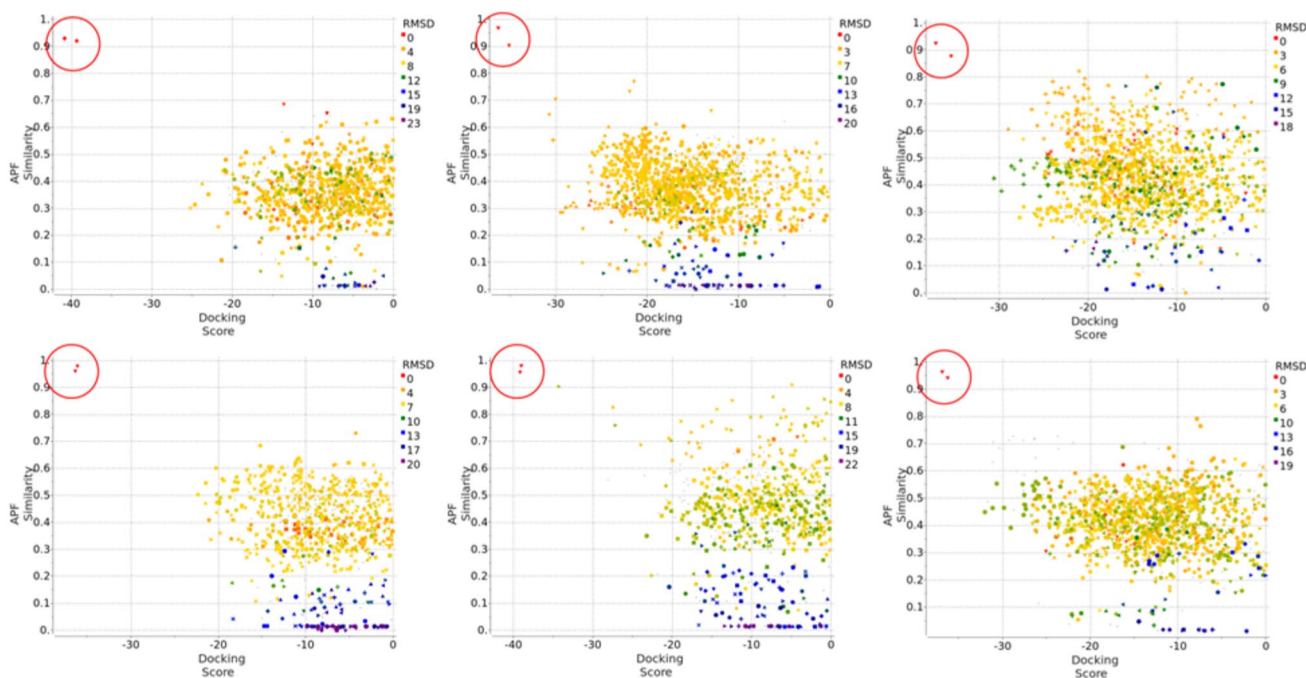 RMSD
0
4
8
12
15
19
23
1.
0.9
0.8
0.7
0.6
0.5
0.4
0.3
0.2
0.1
0.
APF
Similarity
-40 -30 -20 -10 0
Docking
Score
RMSD
0
3
7
10
13
16
20
1.
0.9
0.8
0.7
0.6
0.5
0.4
0.3
0.2
0.1
0.
APF
Similarity
-30 -20 -10 0
Docking
Score
RMSD
0
3
6
9
12
15
18
1.
0.9
0.8
0.7
0.6
0.5
0.4
0.3
0.2
0.1
0.
APF
Similarity
-30 -20 -10 0
Docking
Score
RMSD
0
4
7
10
13
17
20
1.
0.9
0.8
0.7
0.6
0.5
0.4
0.3
0.2
0.1
0.
APF
Similarity
-30 -20 -10 0
Docking
Score
RMSD
0
4
8
11
15
19
22
1.
0.9
0.8
0.7
0.6
0.5
0.4
0.3
0.2
0.1
0.
APF
Similarity
-40 -30 -20 -10 0
Docking
Score
RMSD
0
3
6
10
13
16
19
1.
0.9
0.8
0.7
0.6
0.5
0.4
0.3
0.2
0.1
APF
Similarity
-30 -20 -10 0
Docking
Score